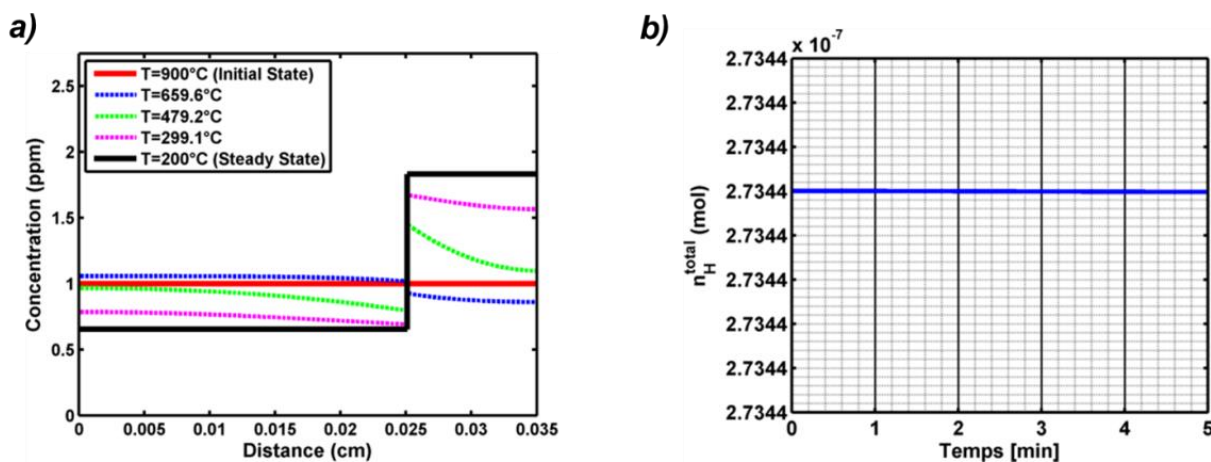 a)
Concentration (ppm)
2.5
2
1.5
1
0.5
0
T=900°C (Initial State)
T=659.6°C
T=479.2°C
T=299.1°C
T=200°C (Steady State)
0 0.005 0.01 0.015 0.02 0.025 0.03 0.035
Distance (cm)
b)
x 10⁻⁷
n_H^total (mol)
2.7344
2.7344
2.7344
2.7344
2.7344
2.7344
2.7344
2.7344
2.7344
0 1 2 3 4 5
Temps [min]